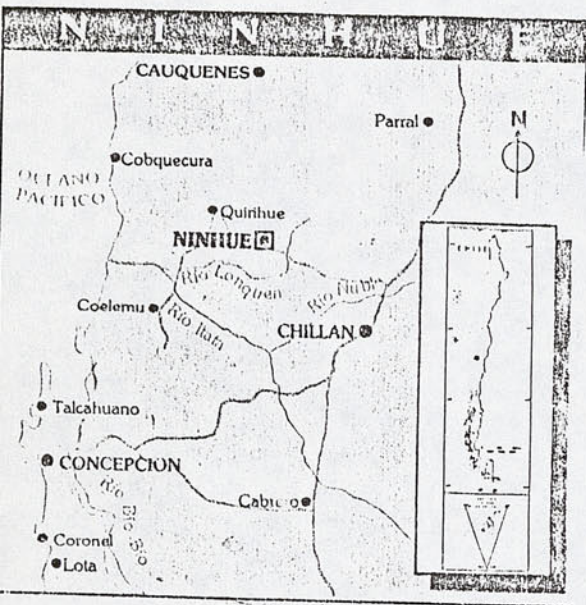 NINHUE
CAUQUENES
Parral
N
Cobquecura
OCEANO
PACIFICO
Quirihue
NINHUE
Río Lonquen
Río Ñuble
Coelemu
Río Itata
CHILLAN
Talcahuano
CONCEPCION
Río Bío Bío
Coronel
Lota